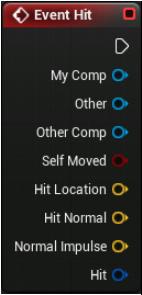 Event Hit
My Comp
Other
Other Comp
Self Moved
Hit Location
Hit Normal
Normal Impulse
Hit